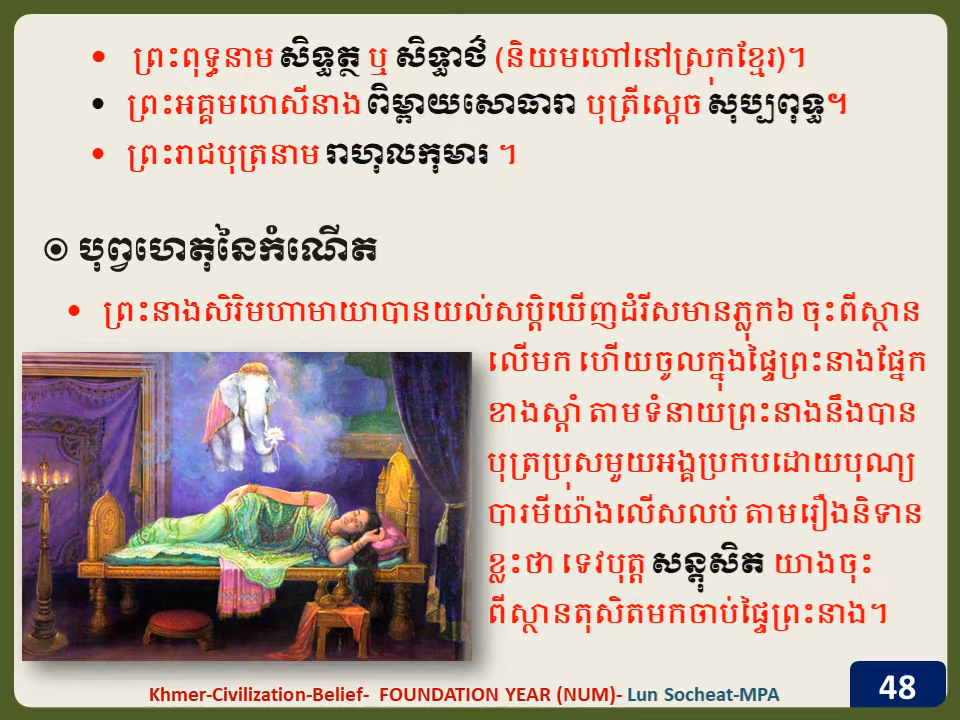 • ព្រះពុទ្ធនាម សិទ្ធត្ថ ឬ សិទ្ធាថ៌ (និយមហៅនៅស្រុកខ្មែរ)។
• ព្រះអគ្គមហេសីនាង ពិម្ពាយសោធារា បុត្រីស្តេច សុប្បពុទ្ធ។
• ព្រះរាជបុត្រនាម រាហុលកុមារ ។
⦿ បុព្វហេតុនៃកំណើត
• ព្រះនាងសិរិមហាមាយាបានយល់សប្តិឃើញដំរីសមានភ្លុក៦ ចុះពីស្ថាន
លើមក ហើយចូលក្នុងផ្ទៃព្រះនាងផ្នែក
ខាងស្តាំ តាមទំនាយព្រះនាងនឹងបាន
បុត្រប្រុសមួយអង្គប្រកបដោយបុណ្យ
បារមីយ៉ាងលើសលប់ តាមរឿងនិទាន
ខ្លះថា ទេវបុត្ត សន្តុសិត យាងចុះ
ពីស្ថានតុសិតមកចាប់ផ្ទៃព្រះនាង។
Khmer-Civilization-Belief- FOUNDATION YEAR (NUM)- Lun Socheat-MPA
48